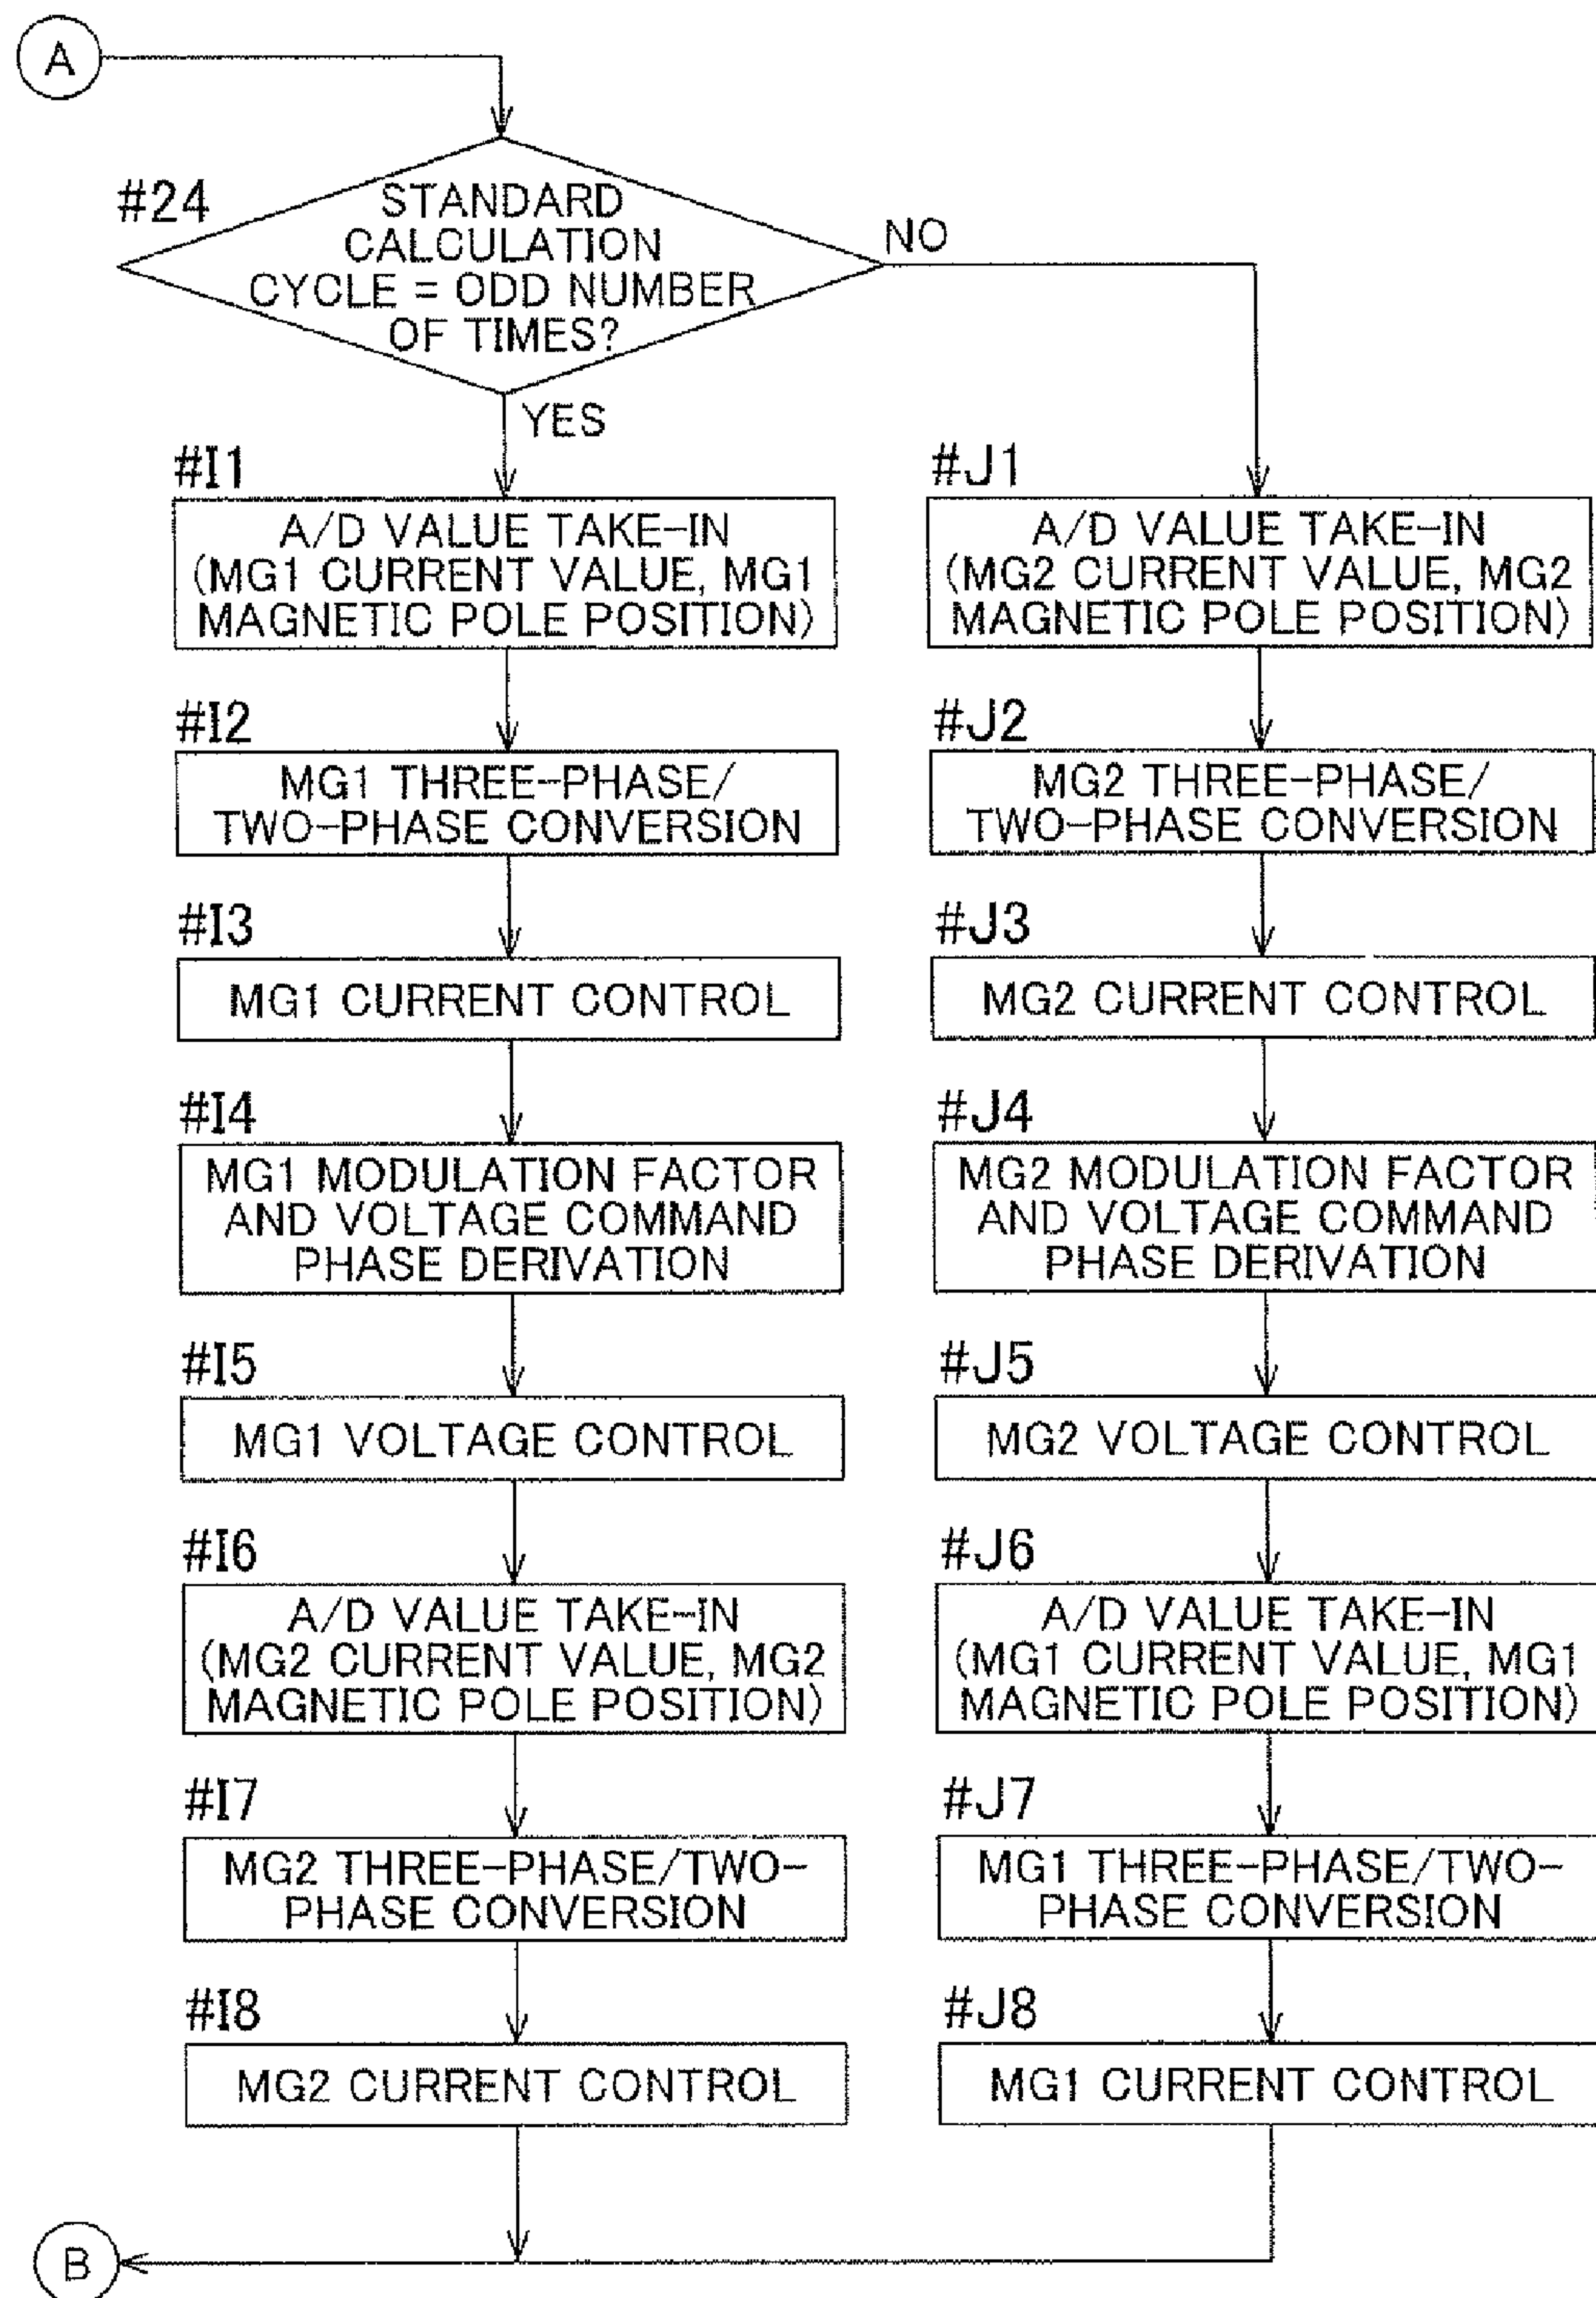 A
#24
STANDARD
CALCULATION
CYCLE = ODD NUMBER
OF TIMES?
NO
YES
#I1
A/D VALUE TAKE-IN
(MG1 CURRENT VALUE, MG1
MAGNETIC POLE POSITION)
#I2
MG1 THREE-PHASE/
TWO-PHASE CONVERSION
#I3
MG1 CURRENT CONTROL
#I4
MG1 MODULATION FACTOR
AND VOLTAGE COMMAND
PHASE DERIVATION
#I5
MG1 VOLTAGE CONTROL
#I6
A/D VALUE TAKE-IN
(MG2 CURRENT VALUE, MG2
MAGNETIC POLE POSITION)
#I7
MG2 THREE-PHASE/TWO-
PHASE CONVERSION
#I8
MG2 CURRENT CONTROL
#J1
A/D VALUE TAKE-IN
(MG2 CURRENT VALUE, MG2
MAGNETIC POLE POSITION)
#J2
MG2 THREE-PHASE/
TWO-PHASE CONVERSION
#J3
MG2 CURRENT CONTROL
#J4
MG2 MODULATION FACTOR
AND VOLTAGE COMMAND
PHASE DERIVATION
#J5
MG2 VOLTAGE CONTROL
#J6
A/D VALUE TAKE-IN
(MG1 CURRENT VALUE, MG1
MAGNETIC POLE POSITION)
#J7
MG1 THREE-PHASE/TWO-
PHASE CONVERSION
#J8
MG1 CURRENT CONTROL
B